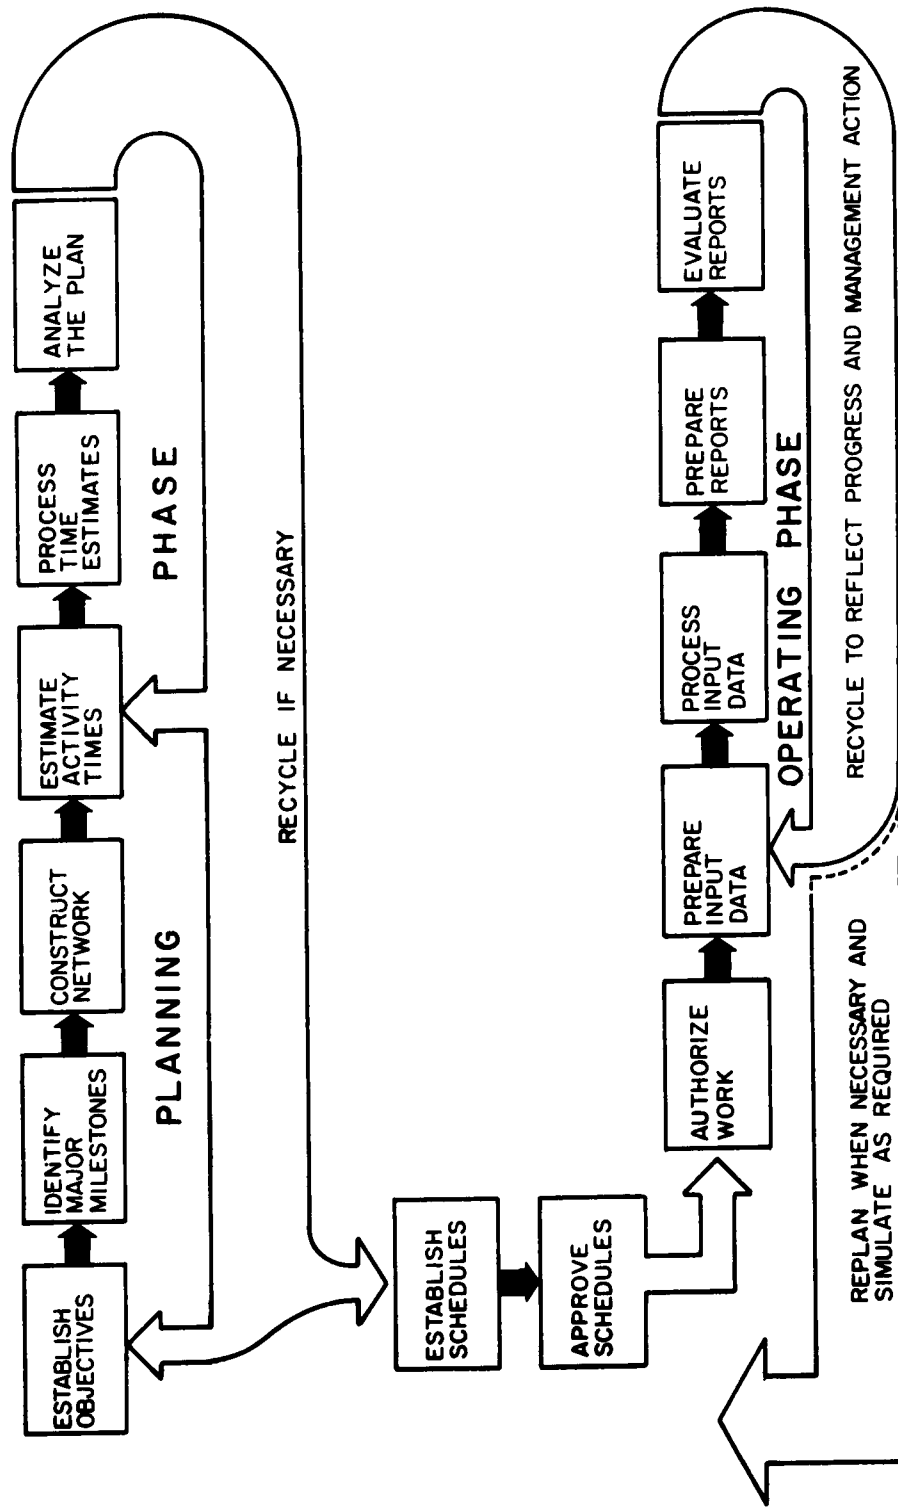 ESTABLISH
OBJECTIVES
IDENTIFY
MAJOR
MILESTONES
CONSTRUCT
NETWORK
ESTIMATE
ACTIVITY
TIMES
PROCESS
TIME
ESTIMATES
ANALYZE
THE PLAN
PLANNING PHASE
RECYCLE IF NECESSARY
ESTABLISH
SCHEDULES
APPROVE
SCHEDULES
AUTHORIZE
WORK
PREPARE
INPUT
DATA
PROCESS
INPUT
DATA
PREPARE
REPORTS
EVALUATE
REPORTS
OPERATING PHASE
RECYCLE TO REFLECT PROGRESS AND MANAGEMENT ACTION
REPLAN WHEN NECESSARY AND
SIMULATE AS REQUIRED